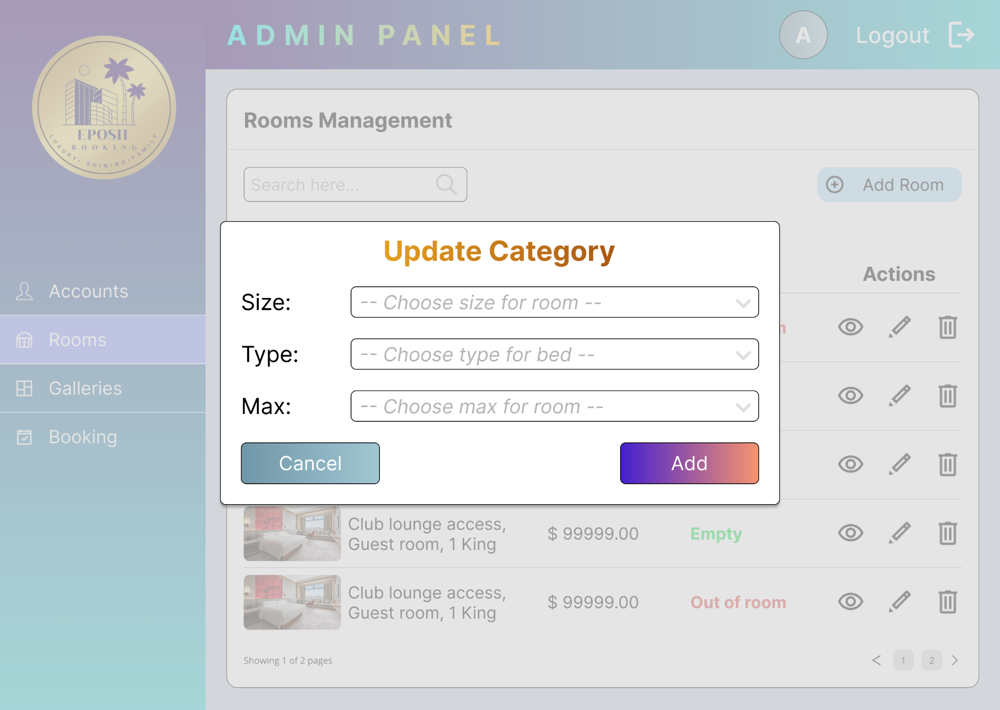 ADMIN PANEL
A
Logout
EPOSH
BOOKING
LUXURY • SHINING • FAMILY
Accounts
Rooms
Galleries
Booking
Rooms Management
Search here...
Add Room
Actions
Update Category
Size:
-- Choose size for room --
Type:
-- Choose type for bed --
Max:
-- Choose max for room --
Cancel
Add
Club lounge access,
Guest room, 1 King
$ 99999.00
Empty
Club lounge access,
Guest room, 1 King
$ 99999.00
Out of room
Showing 1 of 2 pages
< 1 2 >